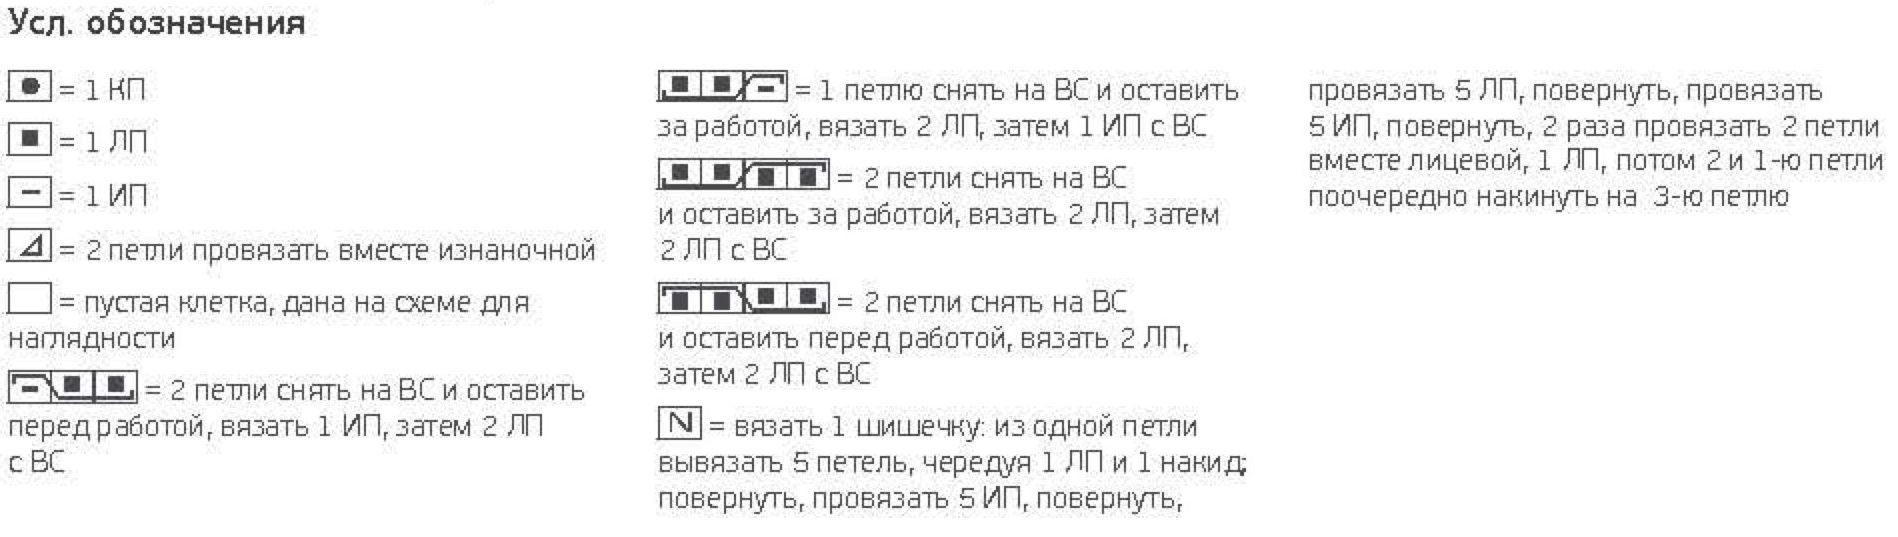 Усл. обозначения
= 1 КП
= 1 ЛП
= 1 ИП
= 2 петли провязать вместе изнаночной
= пустая клетка, дана на схеме для
наглядности
= 2 петли снять на ВС и оставить
перед работой, вязать 1 ИП, затем 2 ЛП
с ВС
= 1 петлю снять на ВС и оставить
за работой, вязать 2 ЛП, затем 1 ИП с ВС
= 2 петли снять на ВС
и оставить за работой, вязать 2 ЛП, затем
2 ЛП с ВС
= 2 петли снять на ВС
и оставить перед работой, вязать 2 ЛП,
затем 2 ЛП с ВС
N = вязать 1 шишечку: из одной петли
вывязать 5 петель, чередуя 1 ЛП и 1 накид;
повернуть, провязать 5 ИП, повернуть,
провязать 5 ЛП, повернуть, провязать
5 ИП, повернуть, 2 раза провязать 2 петли
вместе лицевой, 1 ЛП, потом 2 и 1-ю петли
поочередно накинуть на 3-ю петлю